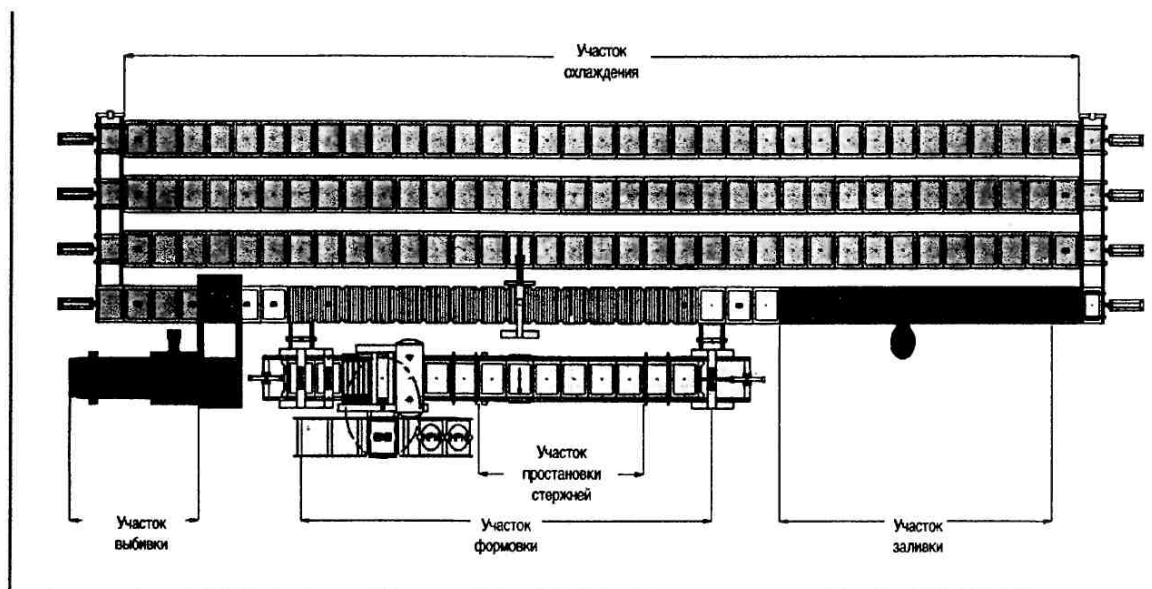 Участок
охлаждения
Участок
простановки
стержней
Участок
выбивки
Участок
формовки
Участок
заливки